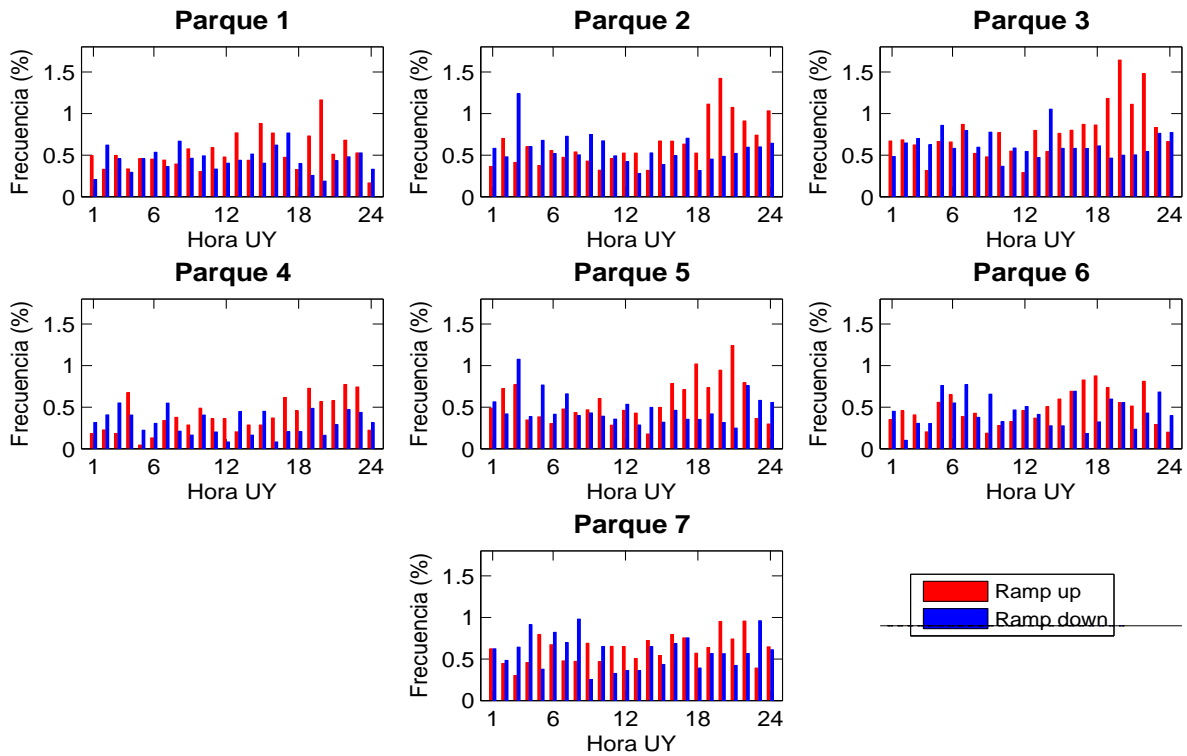 Parque 1
Frecuencia (%)
1.5
1
0.5
0
1
6
12
18
24
Hora UY
Parque 2
Frecuencia (%)
1.5
1
0.5
0
1
6
12
18
24
Hora UY
Parque 3
Frecuencia (%)
1.5
1
0.5
0
1
6
12
18
24
Hora UY
Parque 4
Frecuencia (%)
1.5
1
0.5
0
1
6
12
18
24
Hora UY
Parque 5
Frecuencia (%)
1.5
1
0.5
0
1
6
12
18
24
Hora UY
Parque 6
Frecuencia (%)
1.5
1
0.5
0
1
6
12
18
24
Hora UY
Parque 7
Frecuencia (%)
1.5
1
0.5
0
1
6
12
18
24
Hora UY
Ramp up
Ramp down